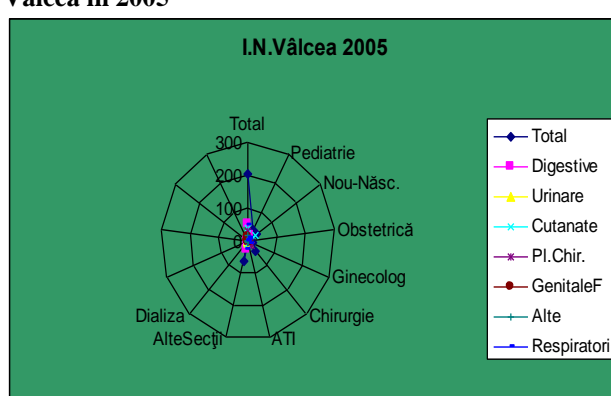 Vâlcea în 2005
I.N.Vâlcea 2005
Total
Pediatrie
Nou-Născ.
Obstetrică
Ginecolog
Chirurgie
ATI
AlteSecţii
Dializa
300
200
100
0
Total
Digestive
Urinare
Cutanate
Pl.Chir.
GenitaleF
Alte
Respiratorii